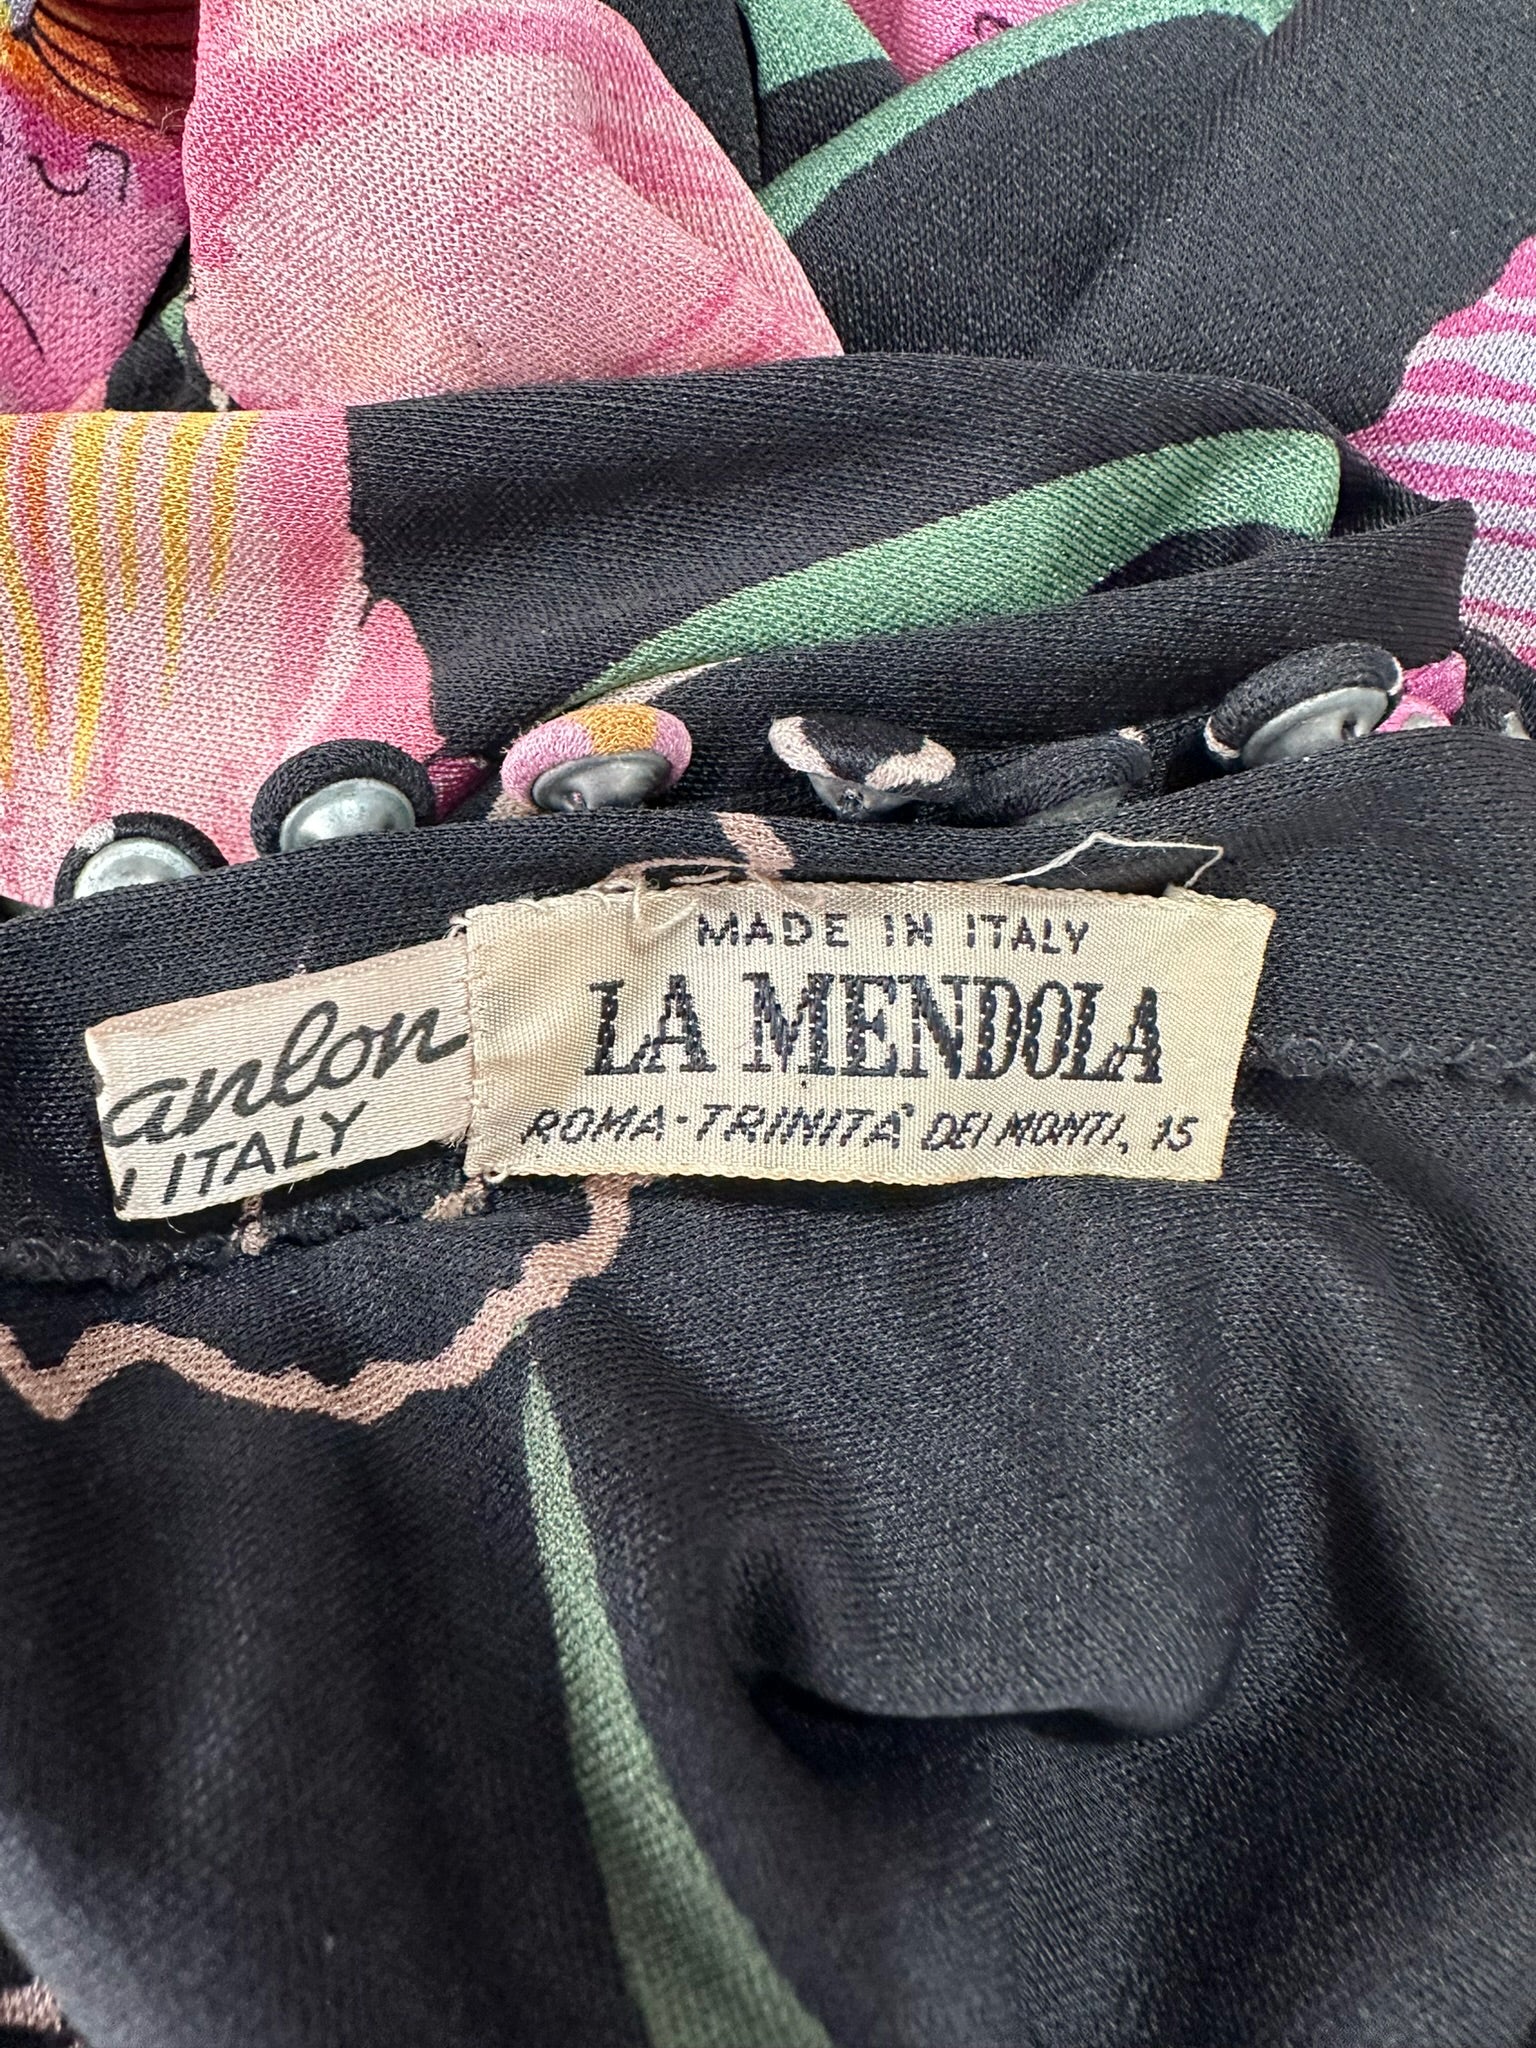 anlon
ITALY
MADE IN ITALY
LA MENDOLA
ROMA-TRINITA' DEI MONTI, 15